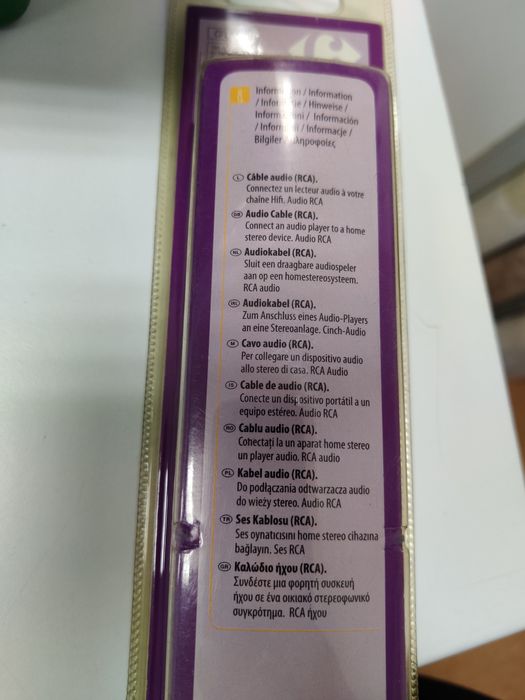 Information / Information
/ Hinweise /
/ Información
/ Informacje /
Bilgiler
Câble audio (RCA).
Connectez un lecteur audio à votre
chaîne Hifi. Audio RCA
GB Audio Cable (RCA).
Connect an audio player to a home
stereo device. Audio RCA
NL Audiokabel (RCA).
Sluit een draagbare audiospeler
aan op een homestereosysteem.
RCA audio
Audiokabel (RCA).
Zum Anschluss eines Audio-Players
an eine Stereoanlage. Cinch-Audio
Cavo audio (RCA).
Per collegare un dispositivo audio
allo stereo di casa. RCA Audio
Cable de audio (RCA).
Conecte un dispositivo portátil a un
equipo estéreo. Audio RCA
RO Cablu audio (RCA).
Conectați la un aparat home stereo
un player audio. RCA audio
PL Kabel audio (RCA).
Do podłączania odtwarzacza audio
do wieży stereo. Audio RCA
TR Ses Kablosu (RCA).
Ses oynatıcısını home stereo cihazına
bağlayın. Ses RCA
GR Καλώδιο ήχου (RCA).
Συνδέστε μια φορητή συσκευή
ήχου σε ένα οικιακό στερεοφωνικό
συγκρότημα. RCA ήχου